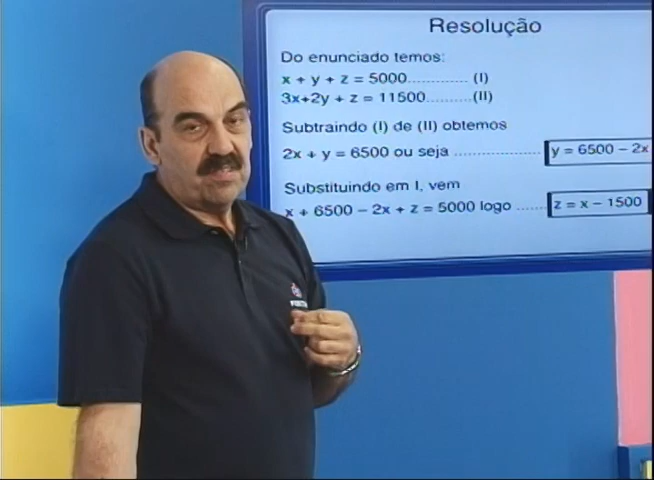 Resolução
Do enunciado temos:
x + y + z = 5000............. (I)
3x+2y + z = 11500..........(II)
Subtraindo (I) de (II) obtemos
2x + y = 6500 ou seja .................... y = 6500 – 2x
Substituindo em I, vem
x + 6500 – 2x + z = 5000 logo ....... z = x – 1500